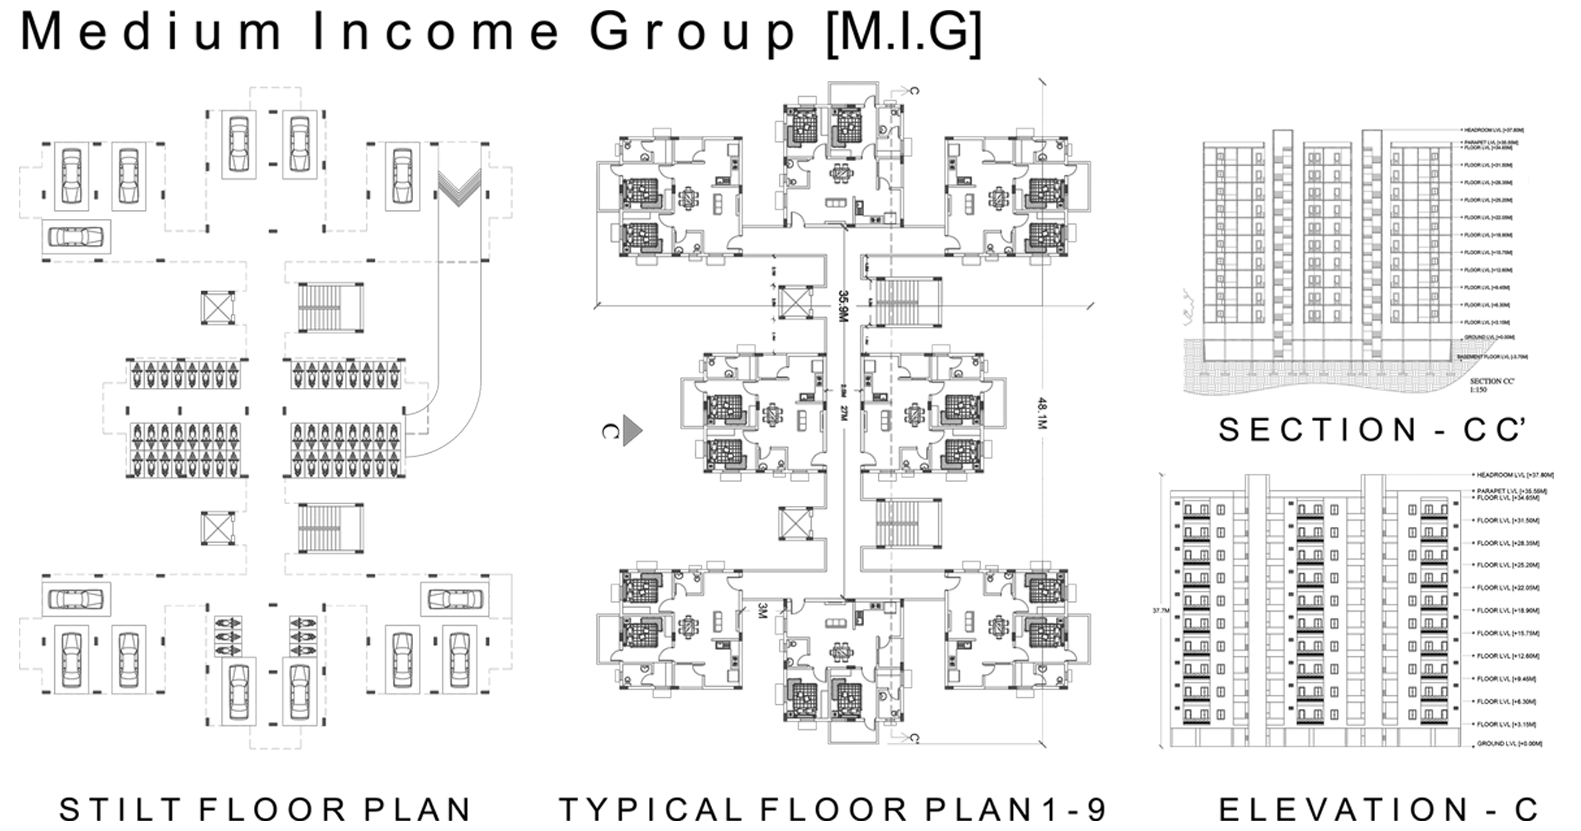 Medium Income Group [M.I.G]
C
35.9M
2.5M
27M
48.1M
C
3M
C'
STILT FLOOR PLAN
TYPICAL FLOOR PLAN 1-9
HEADROOM LVL [+37.80M]
PARAPET LVL [+35.55M]
FLOOR LVL [+34.65M]
FLOOR LVL [+31.50M]
FLOOR LVL [+28.35M]
FLOOR LVL [+25.20M]
FLOOR LVL [+22.05M]
FLOOR LVL [+18.90M]
FLOOR LVL [+15.75M]
FLOOR LVL [+12.60M]
FLOOR LVL [+9.45M]
FLOOR LVL [+6.30M]
FLOOR LVL [+3.15M]
GROUND LVL [+0.00M]
BASEMENT FLOOR LVL [-3.75M]
SECTION CC'
1:150
SECTION - CC'
HEADROOM LVL [+37.80M]
PARAPET LVL [+35.55M]
FLOOR LVL [+34.65M]
FLOOR LVL [+31.50M]
FLOOR LVL [+28.35M]
FLOOR LVL [+25.20M]
FLOOR LVL [+22.05M]
37.7M
FLOOR LVL [+18.90M]
FLOOR LVL [+15.75M]
FLOOR LVL [+12.60M]
FLOOR LVL [+9.45M]
FLOOR LVL [+6.30M]
FLOOR LVL [+3.15M]
GROUND LVL [+0.00M]
ELEVATION - C